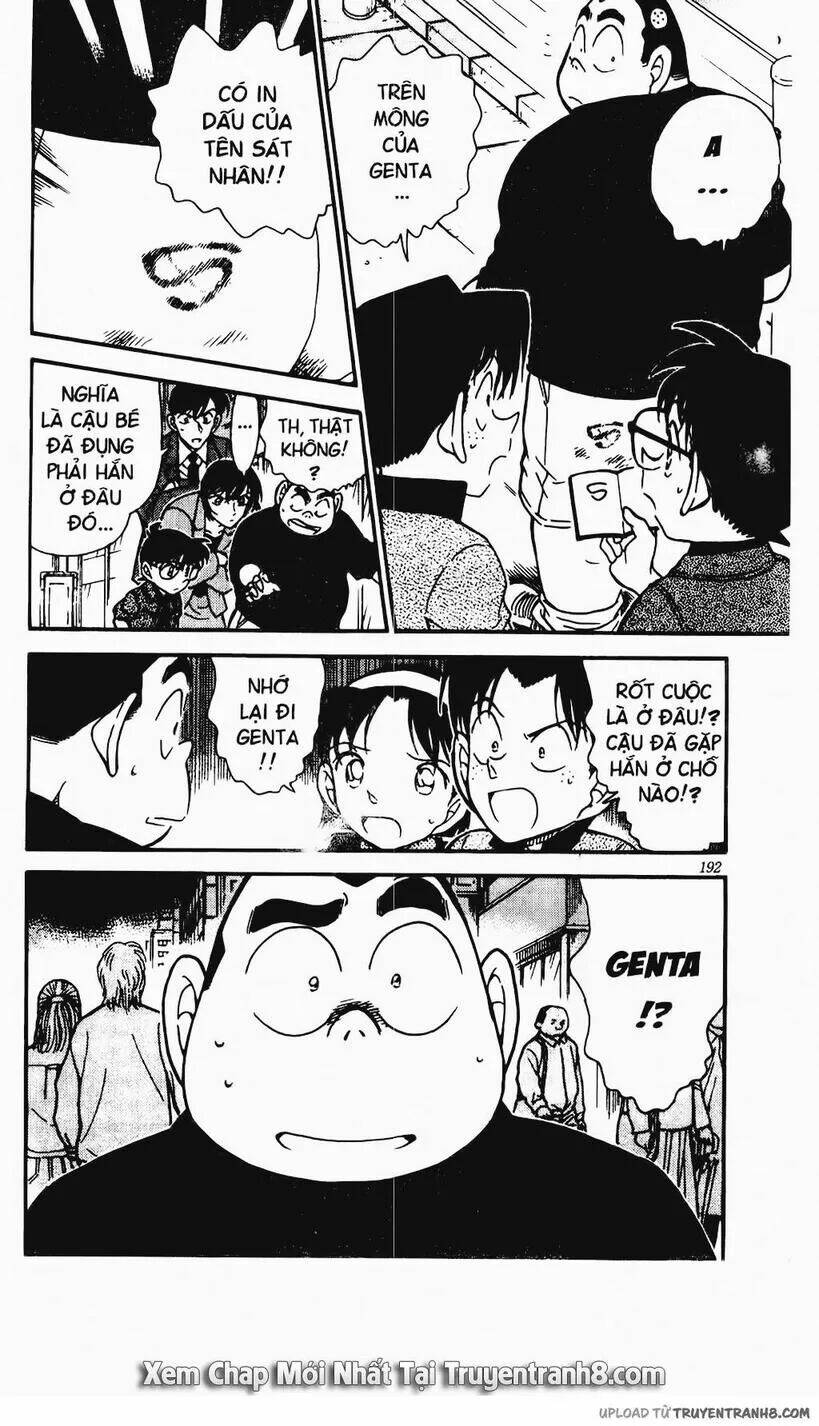 A
...
TRÊN
MÔNG
CỦA
GENTA
...
CÓ IN
DẤU CỦA
TÊN SÁT
NHÂN!!
TH, THẬT
KHÔNG!
?
...
NGHĨA
LÀ CẬU BÉ
ĐÃ ĐỤNG
PHẢI HẮN
Ở ĐÂU
ĐÓ...
RỐT CUỘC
LÀ Ở ĐÂU!?
CẬU ĐÃ GẶP
HẮN Ở CHỖ
NÀO!?
NHỚ
LẠI ĐI
GENTA
!!
192
GENTA
!?
Xem Chap Mới Nhất Tại Truyentranh8.com
UPLOAD TỪ TRUYENTRANH8.COM